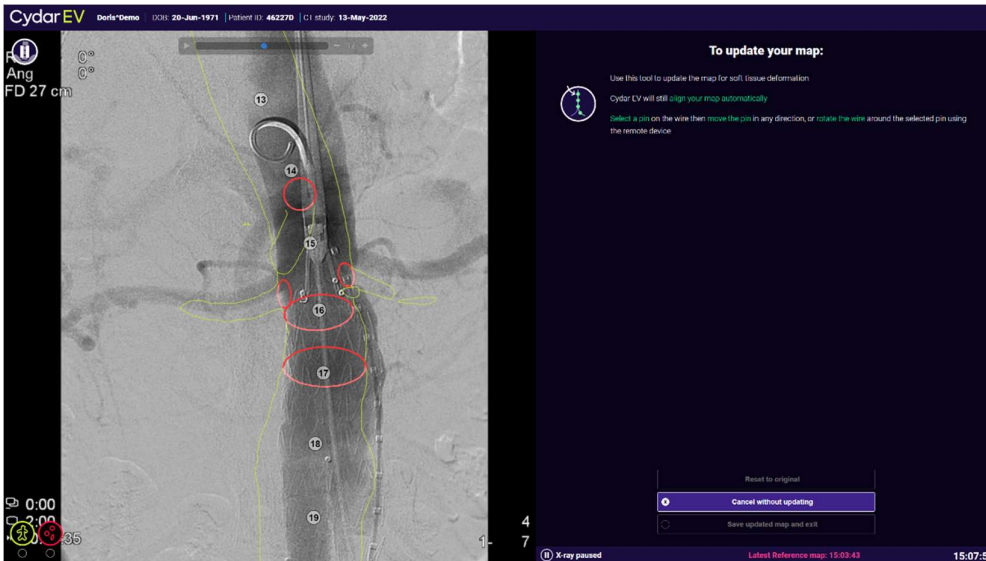 Cydar EV Doris^Demo DOB: 20-Jun-1971 Patient ID: 46227D CT study: 13-May-2022
0°
Ang 0°
FD 27 cm
13
14
15
16
17
18
19
0:00
2:00
35
4
1- 7
To update your map:
Use this tool to update the map for soft tissue deformation
Cydar EV will still align your map automatically
Select a pin on the wire then move the pin in any direction, or rotate the wire around the selected pin using
the remote device
Reset to original
Cancel without updating
Save updated map and exit
X-ray paused
Latest Reference map: 15:03:43
15:07:5